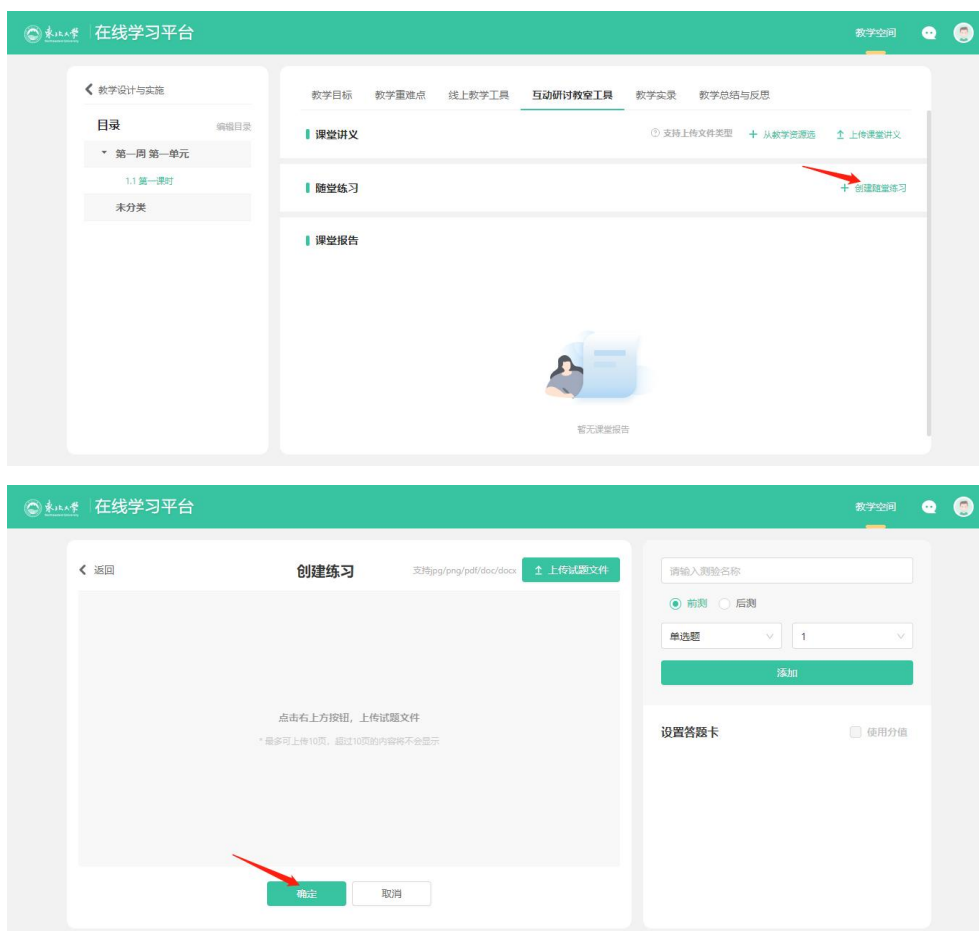 东北大学 在线学习平台 教学空间
教学设计与实施
目录 编辑目录
第一周 第一单元
1.1 第一课时
未分类
教学目标 教学重难点 线上教学工具 互动研讨教室工具 教学实录 教学总结与反思
课堂讲义 支持上传文件类型 + 从教学资源选 上传课堂讲义
随堂练习 + 创建随堂练习
课堂报告
暂无课堂报告
东北大学 在线学习平台 教学空间
返回 创建练习 支持jpg/png/pdf/doc/docx 上传试题文件
点击右上方按钮，上传试题文件
* 最多可上传10页，超过10页的内容将不会显示
确定 取消
请输入测验名称
前测 后测
单选题 1
添加
设置答题卡 使用分值